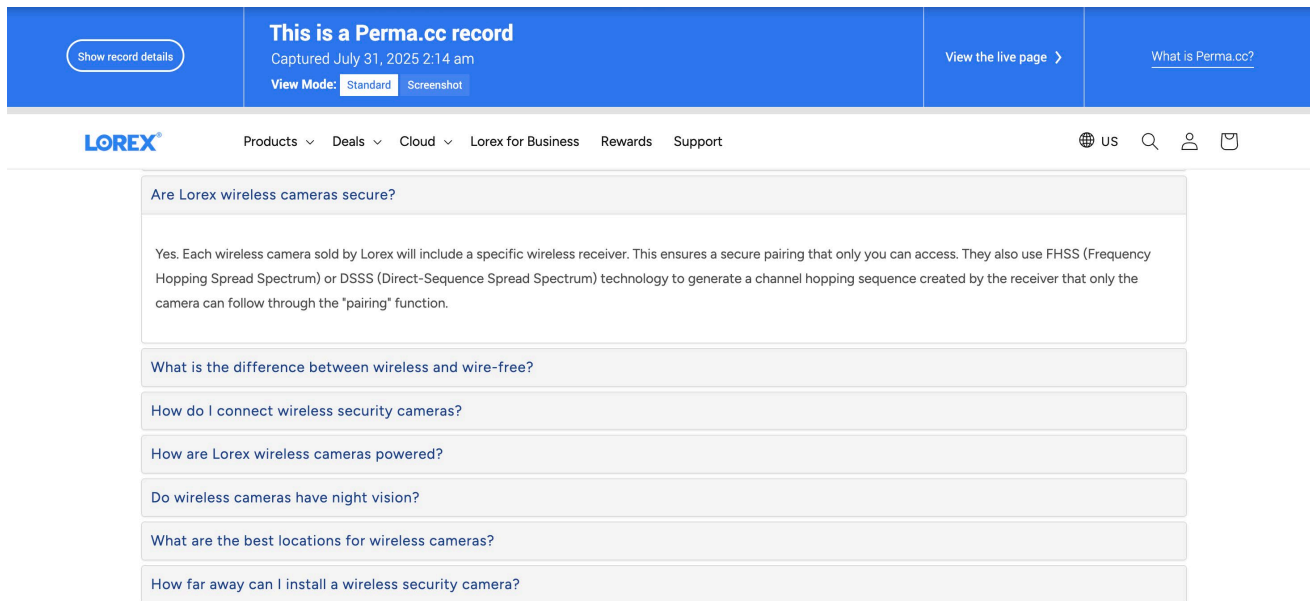 Show record details
This is a Perma.cc record
Captured July 31, 2025 2:14 am
View Mode: Standard Screenshot
View the live page ❯
What is Perma.cc?
LOREX®
Products Deals Cloud Lorex for Business Rewards Support
US
Are Lorex wireless cameras secure?
Yes. Each wireless camera sold by Lorex will include a specific wireless receiver. This ensures a secure pairing that only you can access. They also use FHSS (Frequency
Hopping Spread Spectrum) or DSSS (Direct-Sequence Spread Spectrum) technology to generate a channel hopping sequence created by the receiver that only the
camera can follow through the "pairing" function.
What is the difference between wireless and wire-free?
How do I connect wireless security cameras?
How are Lorex wireless cameras powered?
Do wireless cameras have night vision?
What are the best locations for wireless cameras?
How far away can I install a wireless security camera?